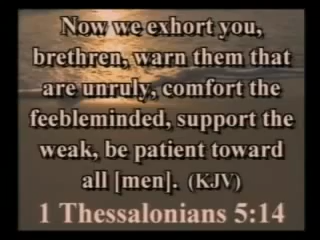 Now we exhort you,
brethren, warn them that
are unruly, comfort the
feebleminded, support the
weak, be patient toward
all [men]. (KJV)
1 Thessalonians 5:14